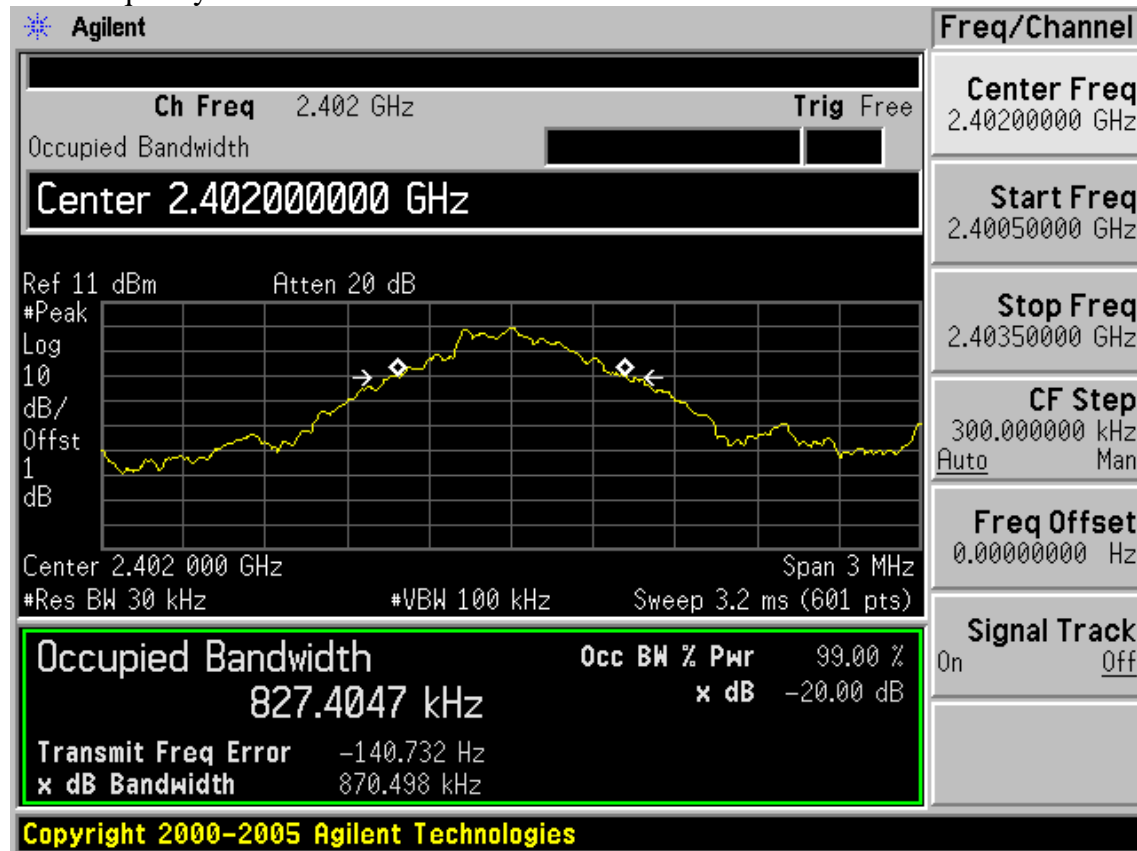 Agilent
Freq/Channel
Ch Freq 2.402 GHz Trig Free
Occupied Bandwidth
Center 2.402000000 GHz
Ref 11 dBm Atten 20 dB
#Peak
Log
10
dB/
Offst
1
dB
Center 2.402 000 GHz Span 3 MHz
#Res BW 30 kHz #VBW 100 kHz Sweep 3.2 ms (601 pts)
Occupied Bandwidth Occ BW % Pwr 99.00 %
827.4047 kHz x dB -20.00 dB
Transmit Freq Error -140.732 Hz
x dB Bandwidth 870.498 kHz
Center Freq
2.40200000 GHz
Start Freq
2.40050000 GHz
Stop Freq
2.40350000 GHz
CF Step
300.000000 kHz
Auto Man
Freq Offset
0.00000000 Hz
Signal Track
On Off
Copyright 2000-2005 Agilent Technologies